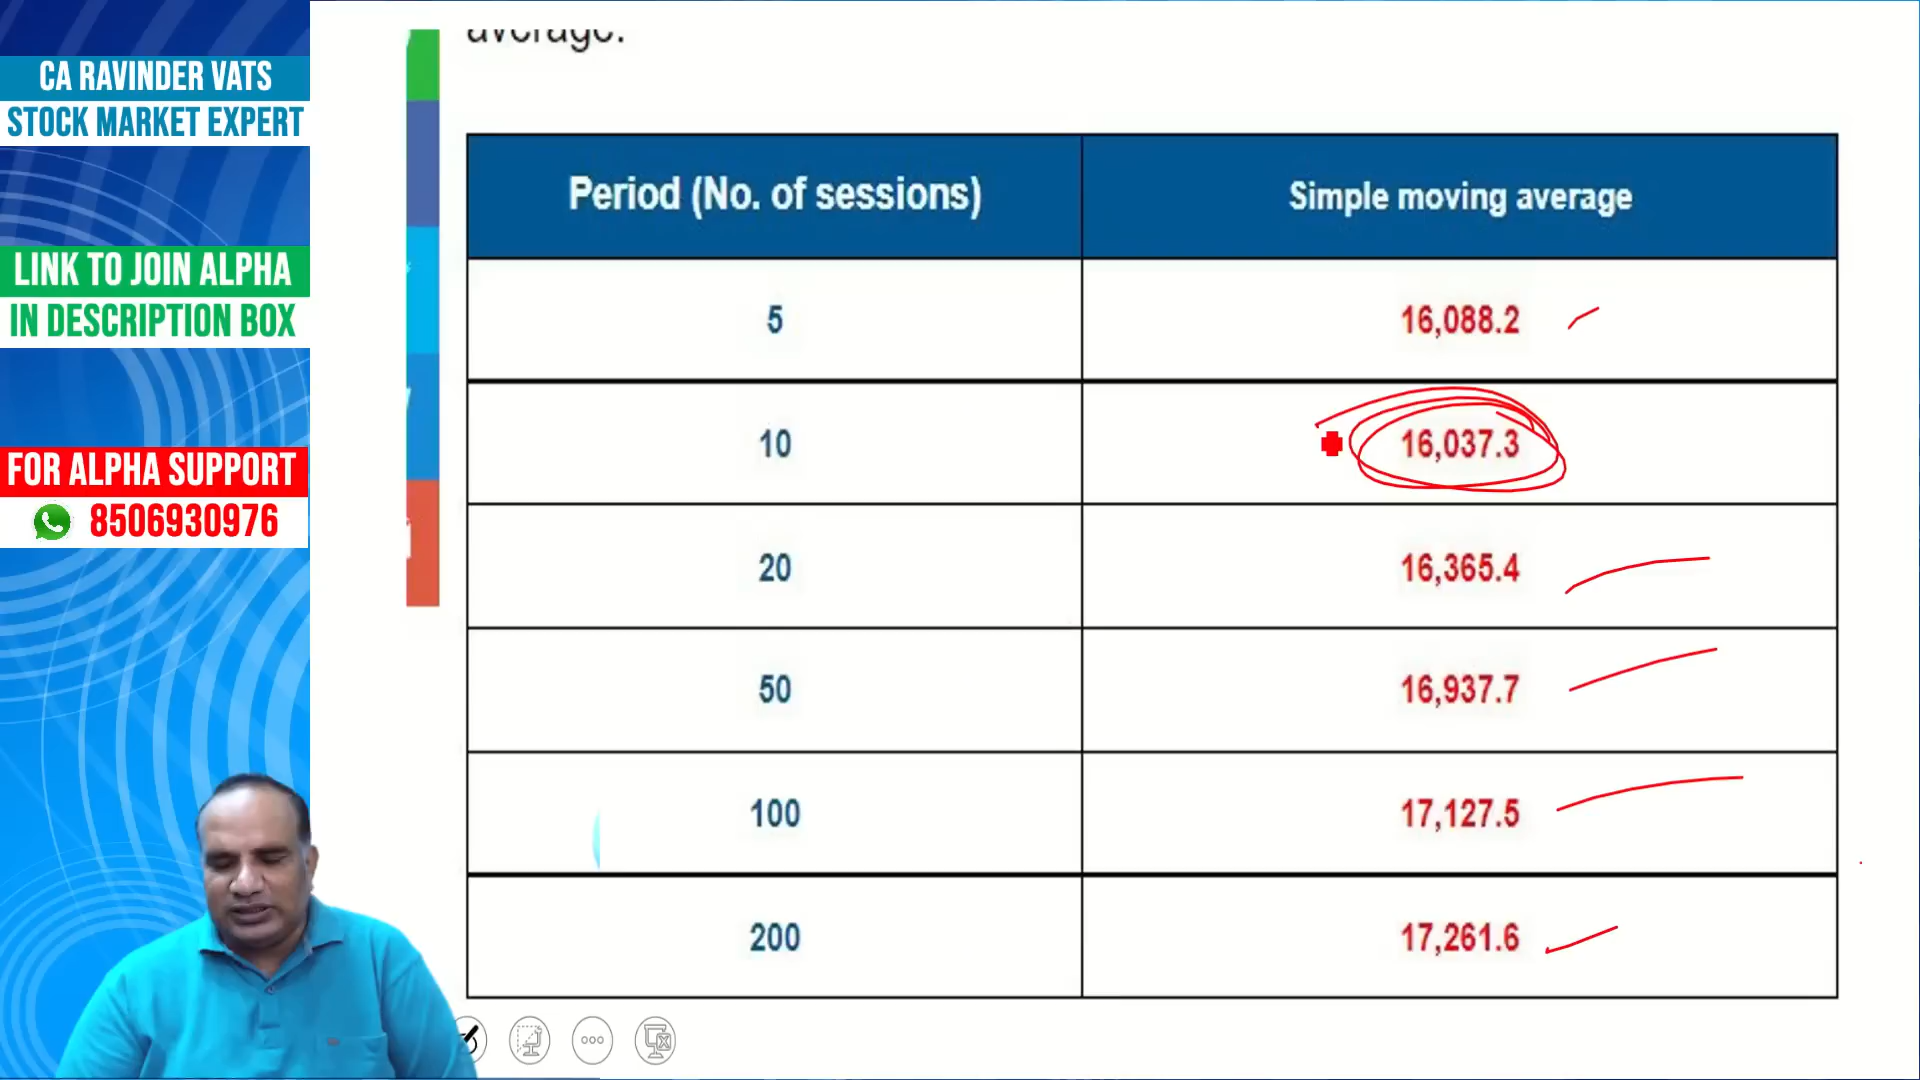 CA RAVINDER VATS
STOCK MARKET EXPERT
LINK TO JOIN ALPHA
IN DESCRIPTION BOX
FOR ALPHA SUPPORT
8506930976
average.
Period (No. of sessions) Simple moving average
5 16,088.2
10 16,037.3
20 16,365.4
50 16,937.7
100 17,127.5
200 17,261.6